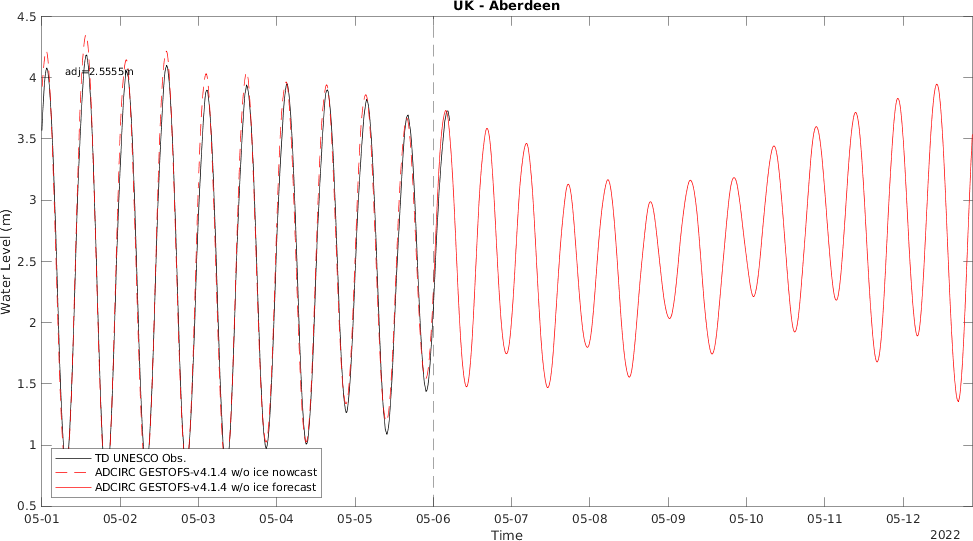 UK - Aberdeen
4.5
4
3.5
3
2.5
2
1.5
1
0.5
Water Level (m)
adj=2.5555m
TD UNESCO Obs.
ADCIRC GESTOFS-v4.1.4 w/o ice nowcast
ADCIRC GESTOFS-v4.1.4 w/o ice forecast
05-01 05-02 05-03 05-04 05-05 05-06 05-07 05-08 05-09 05-10 05-11 05-12
Time
2022